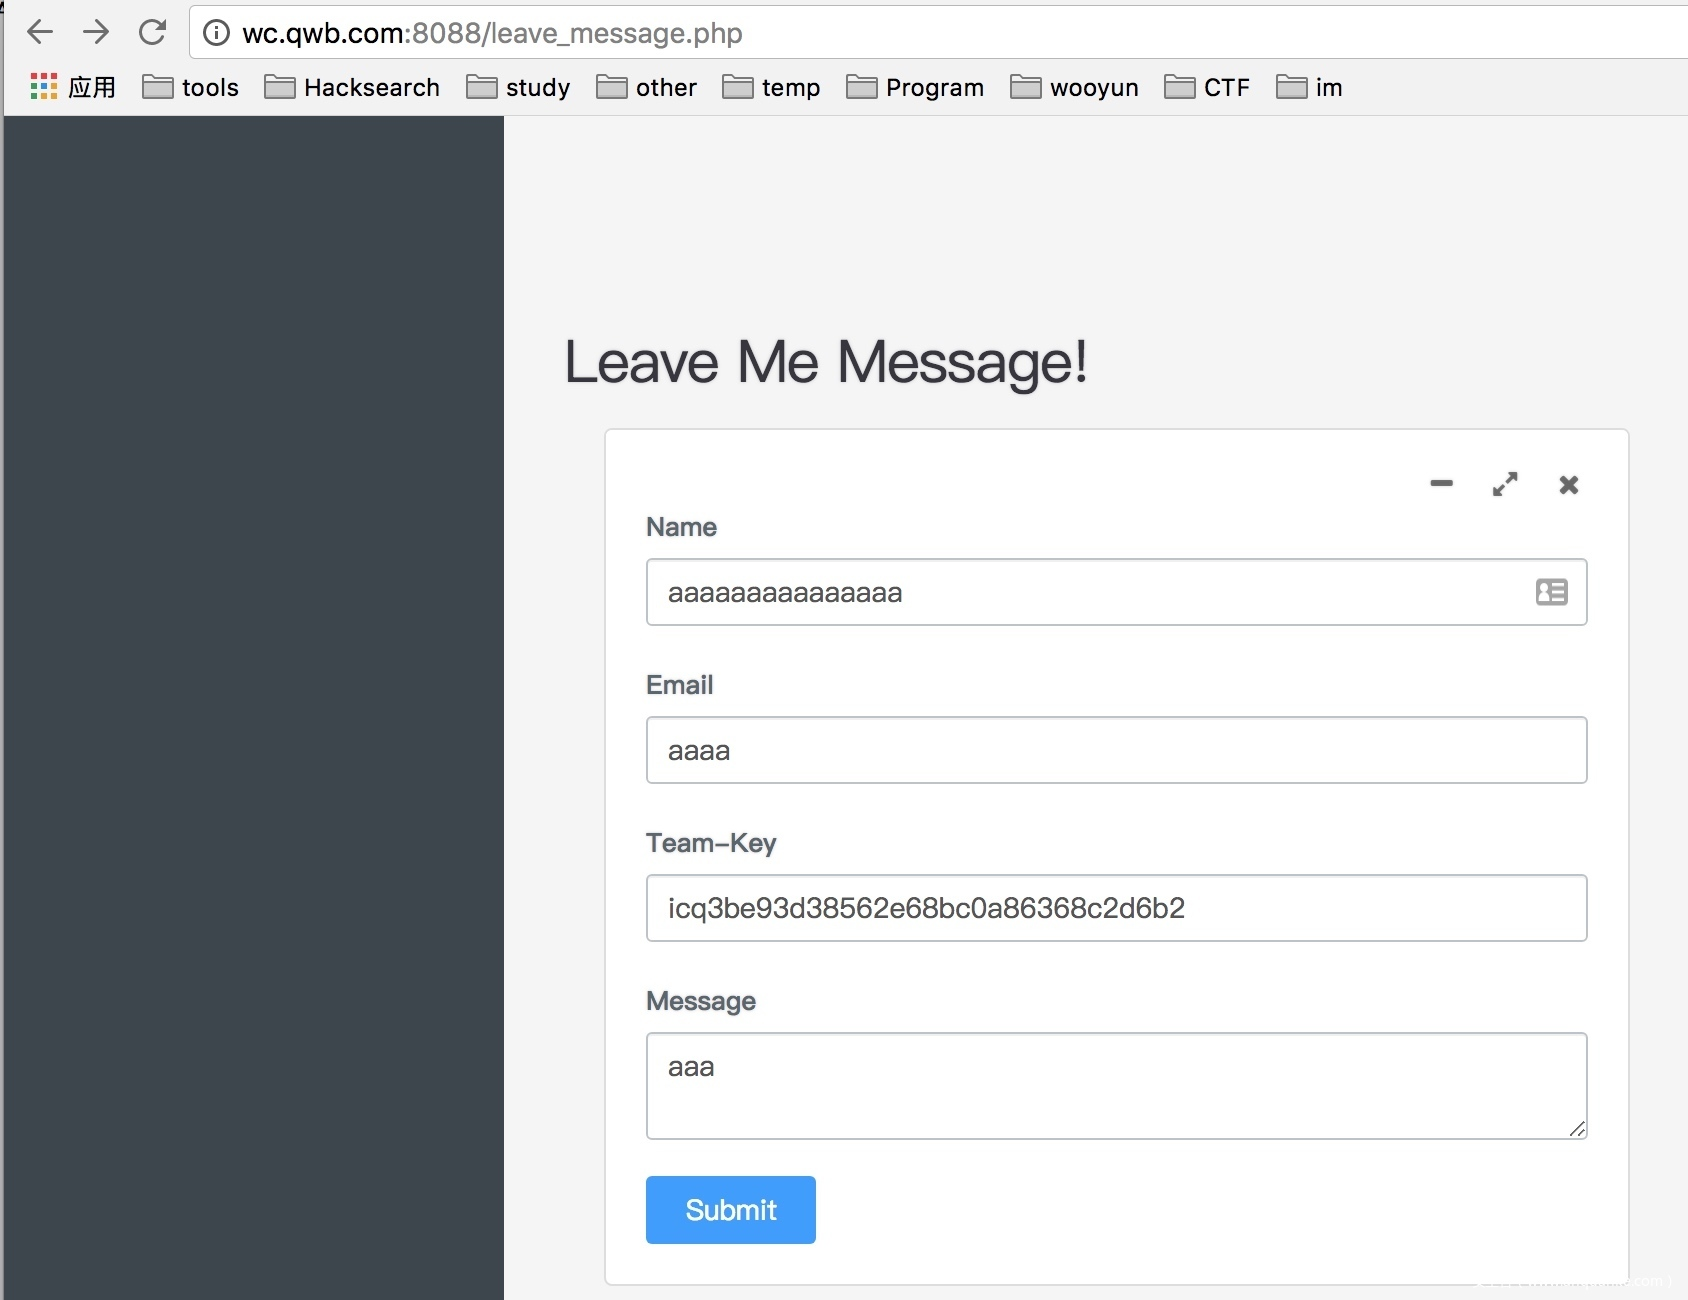 wc.qwb.com:8088/leave_message.php
应用 tools Hacksearch study other temp Program wooyun CTF im
Leave Me Message!
Name
aaaaaaaaaaaaaaa
Email
aaaa
Team-Key
icq3be93d38562e68bc0a86368c2d6b2
Message
aaa
Submit